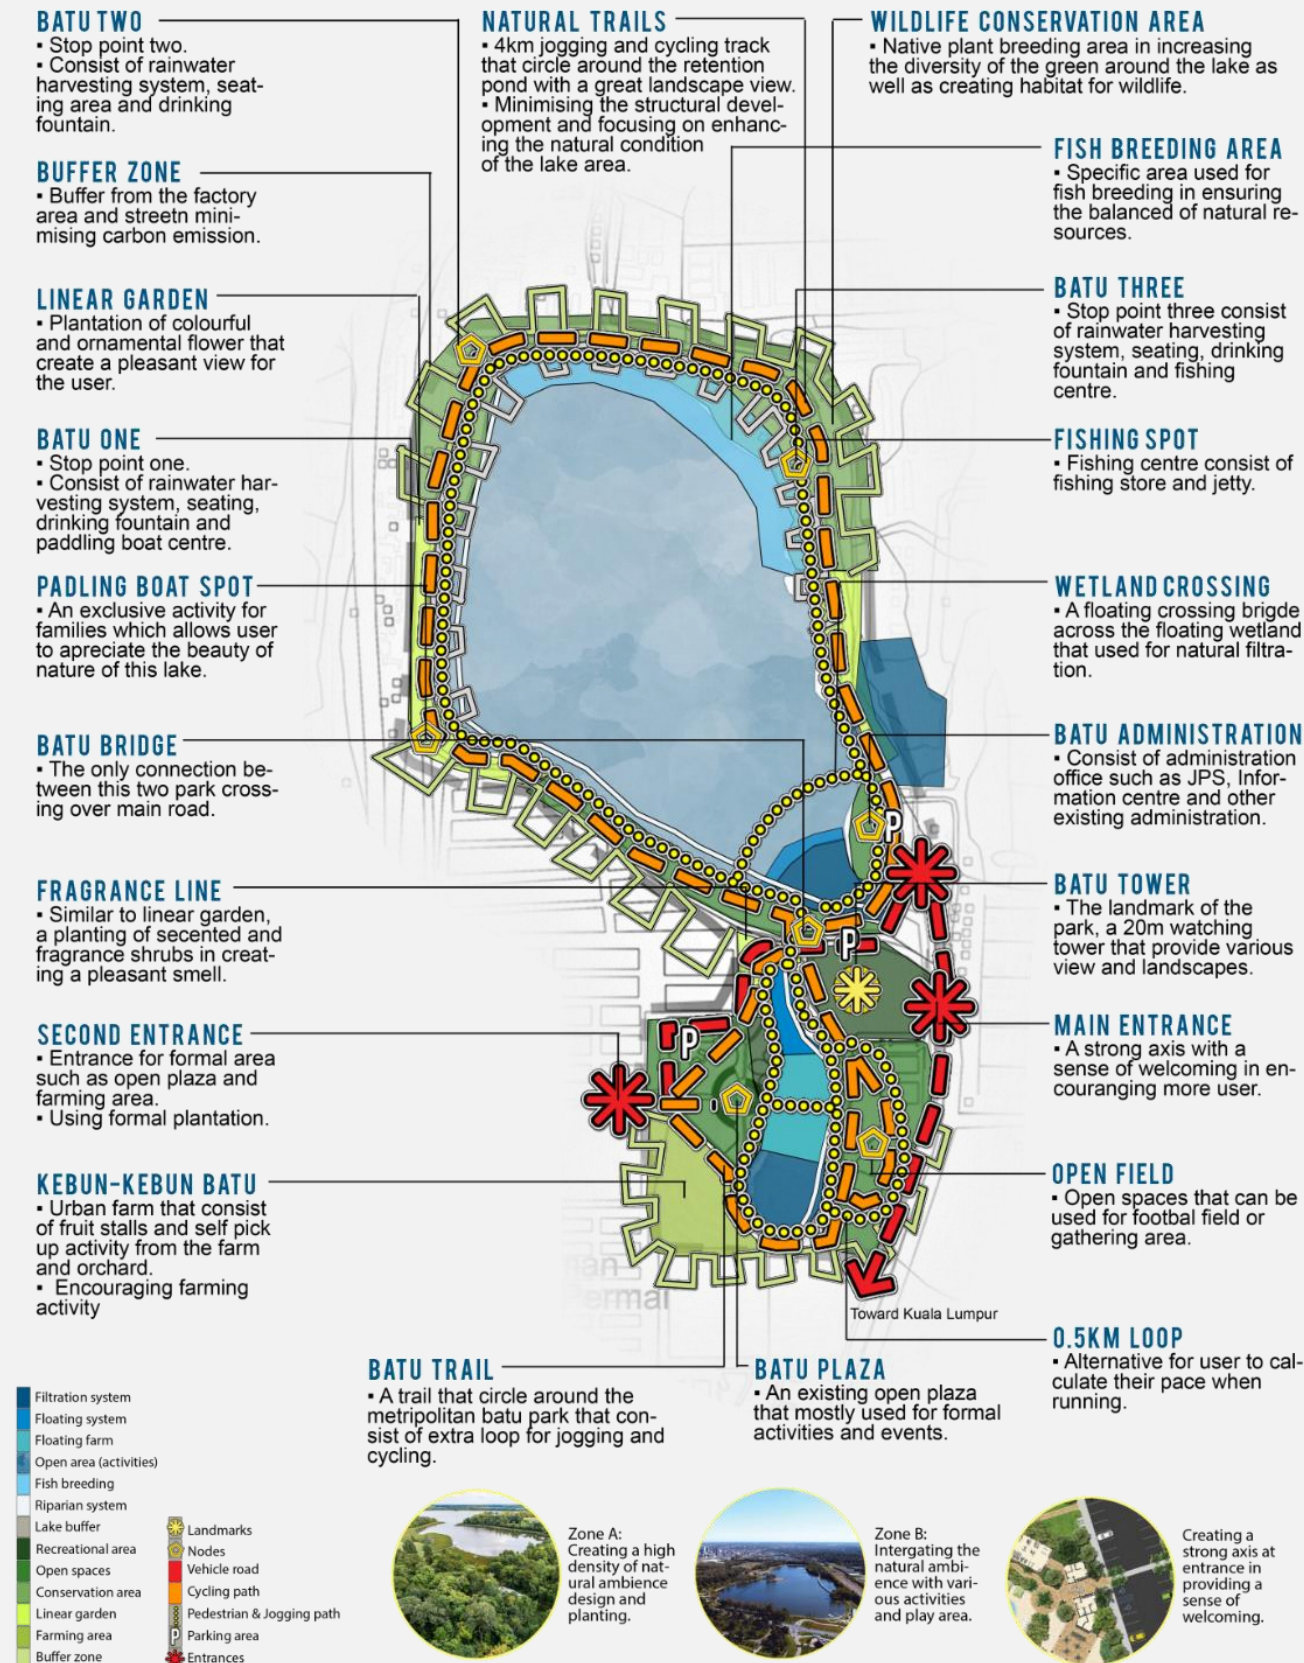 BATU TWO
▪ Stop point two.
▪ Consist of rainwater
harvesting system, seat-
ing area and drinking
fountain.
BUFFER ZONE
▪ Buffer from the factory
area and streetn mini-
mising carbon emission.
LINEAR GARDEN
▪ Plantation of colourful
and ornamental flower that
create a pleasant view for
the user.
BATU ONE
▪ Stop point one.
▪ Consist of rainwater har-
vesting system, seating,
drinking fountain and
paddling boat centre.
PADLING BOAT SPOT
▪ An exclusive activity for
families which allows user
to apreciate the beauty of
nature of this lake.
BATU BRIDGE
▪ The only connection be-
tween this two park cross-
ing over main road.
FRAGRANCE LINE
▪ Similar to linear garden,
a planting of secented and
fragrance shrubs in creat-
ing a pleasant smell.
SECOND ENTRANCE
▪ Entrance for formal area
such as open plaza and
farming area.
▪ Using formal plantation.
KEBUN-KEBUN BATU
▪ Urban farm that consist
of fruit stalls and self pick
up activity from the farm
and orchard.
▪ Encouraging farming
activity
NATURAL TRAILS
▪ 4km jogging and cycling track
that circle around the retention
pond with a great landscape view.
▪ Minimising the structural devel-
opment and focusing on enhanc-
ing the natural condition
of the lake area.
WILDLIFE CONSERVATION AREA
▪ Native plant breeding area in increasing
the diversity of the green around the lake as
well as creating habitat for wildlife.
FISH BREEDING AREA
▪ Specific area used for
fish breeding in ensuring
the balanced of natural re-
sources.
BATU THREE
▪ Stop point three consist
of rainwater harvesting
system, seating, drinking
fountain and fishing
centre.
FISHING SPOT
▪ Fishing centre consist of
fishing store and jetty.
WETLAND CROSSING
▪ A floating crossing brigde
across the floating wetland
that used for natural filtra-
tion.
BATU ADMINISTRATION
▪ Consist of administration
office such as JPS, Infor-
mation centre and other
existing administration.
BATU TOWER
▪ The landmark of the
park, a 20m watching
tower that provide various
view and landscapes.
MAIN ENTRANCE
▪ A strong axis with a
sense of welcoming in en-
couranging more user.
OPEN FIELD
▪ Open spaces that can be
used for footbal field or
gathering area.
0.5KM LOOP
▪ Alternative for user to cal-
culate their pace when
running.
P
P
P
Permai
Toward Kuala Lumpur
BATU TRAIL
▪ A trail that circle around the
metripolitan batu park that con-
sist of extra loop for jogging and
cycling.
BATU PLAZA
▪ An existing open plaza
that mostly used for formal
activities and events.
Filtration system
Floating system
Floating farm
Open area (activities)
Fish breeding
Riparian system
Lake buffer
Recreational area
Open spaces
Conservation area
Linear garden
Farming area
Buffer zone
Landmarks
Nodes
Vehicle road
Cycling path
Pedestrian & Jogging path
P Parking area
Entrances
Zone A:
Creating a high
density of nat-
ural ambience
design and
planting.
Zone B:
Intergating the
natural ambi-
ence with vari-
ous activities
and play area.
Creating a
strong axis at
entrance in
providing a
sense of
welcoming.